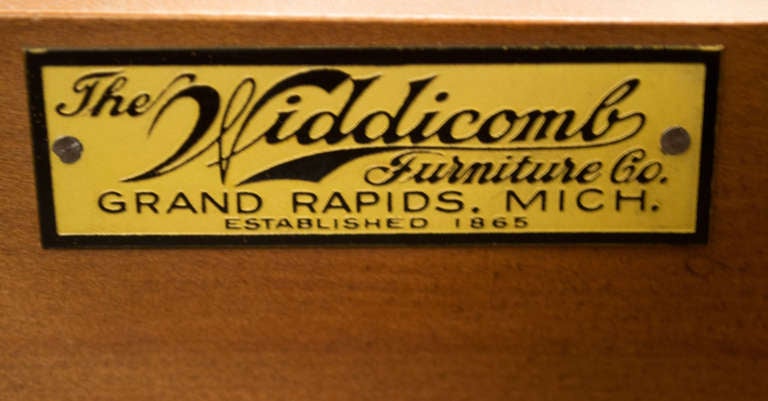 The Widdicomb
Furniture Co.
GRAND RAPIDS. MICH.
ESTABLISHED 1865